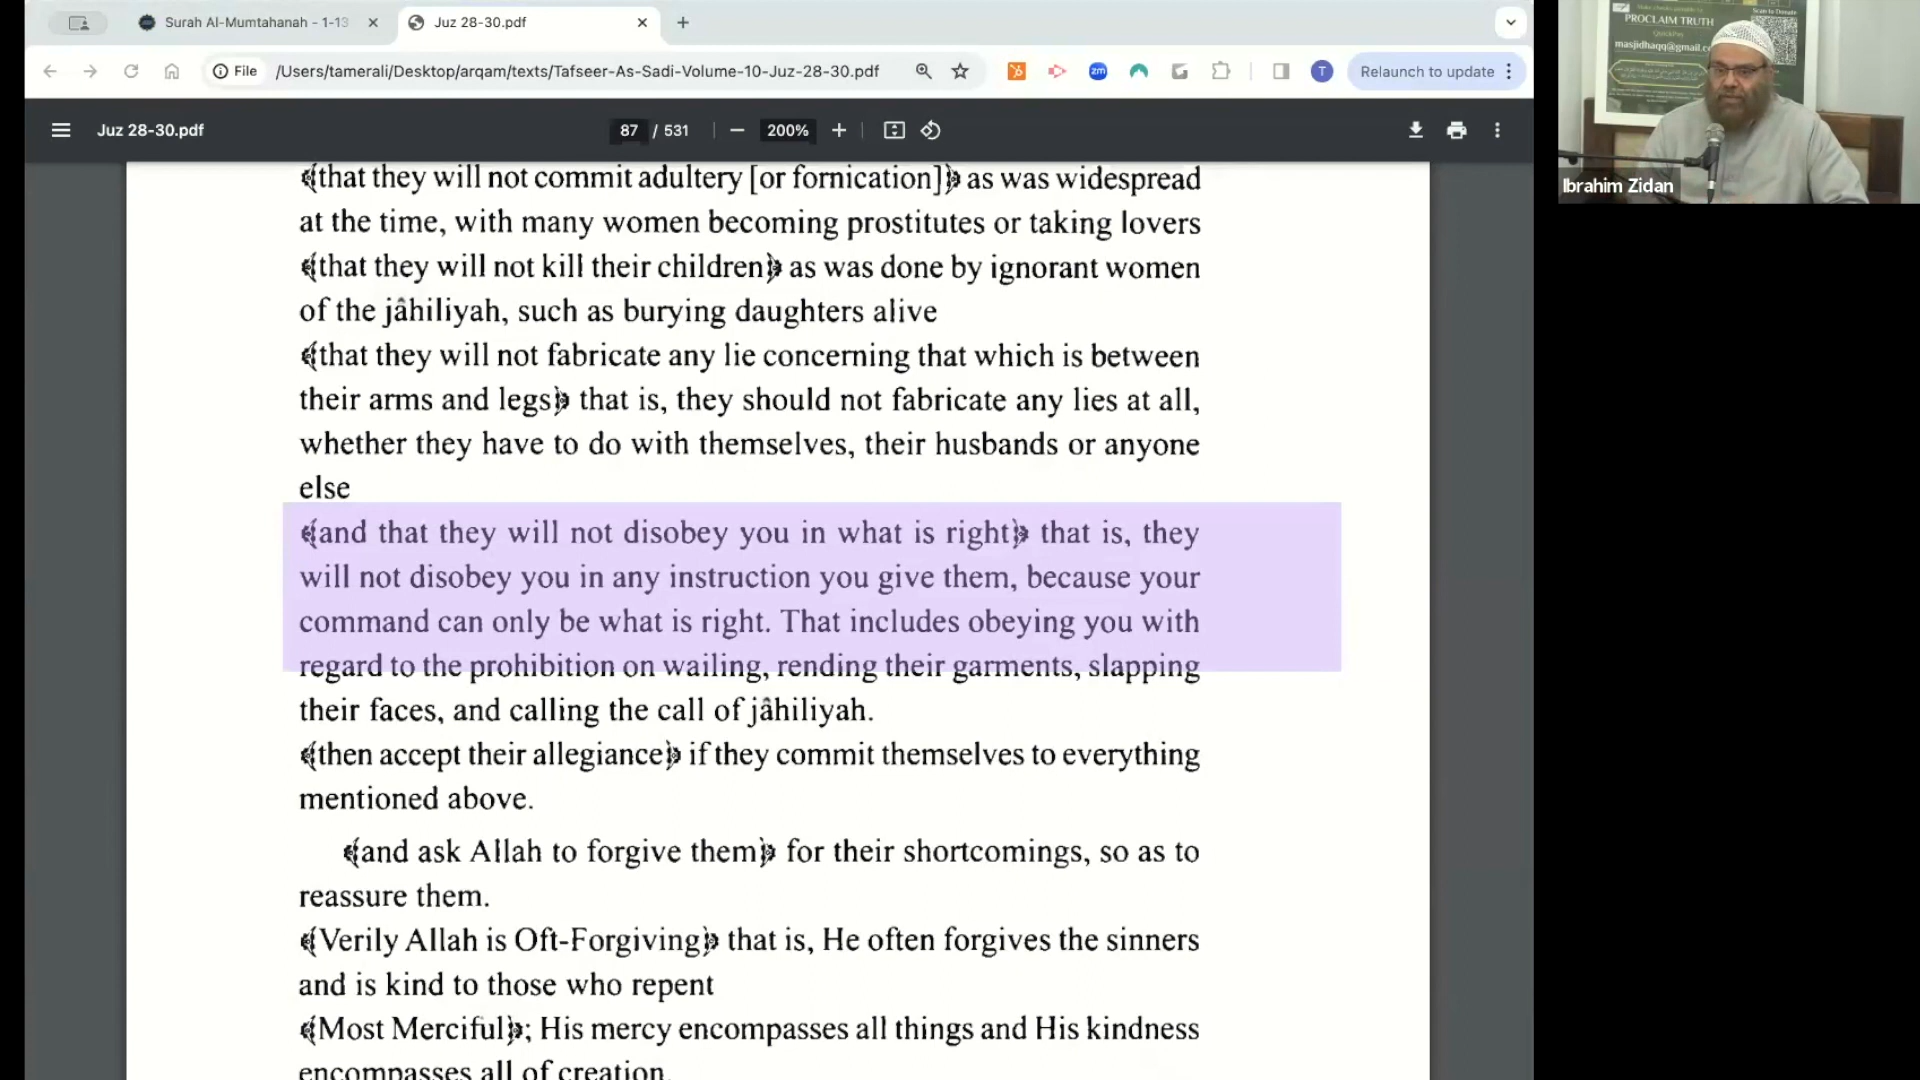 Surah Al-Mumtahanah - 1-13
Juz 28-30.pdf
File
/Users/tamerali/Desktop/arqam/texts/Tafseer-As-Sadi-Volume-10-Juz-28-30.pdf
zm
T
Relaunch to update
Juz 28-30.pdf
87 / 531
200%
﴾that they will not commit adultery [or fornication]﴿ as was widespread
at the time, with many women becoming prostitutes or taking lovers
﴾that they will not kill their children﴿ as was done by ignorant women
of the jâhiliyah, such as burying daughters alive
﴾that they will not fabricate any lie concerning that which is between
their arms and legs﴿ that is, they should not fabricate any lies at all,
whether they have to do with themselves, their husbands or anyone
else
﴾and that they will not disobey you in what is right﴿ that is, they
will not disobey you in any instruction you give them, because your
command can only be what is right. That includes obeying you with
regard to the prohibition on wailing, rending their garments, slapping
their faces, and calling the call of jâhiliyah.
﴾then accept their allegiance﴿ if they commit themselves to everything
mentioned above.
﴾and ask Allah to forgive them﴿ for their shortcomings, so as to
reassure them.
﴾Verily Allah is Oft-Forgiving﴿ that is, He often forgives the sinners
and is kind to those who repent
﴾Most Merciful﴿; His mercy encompasses all things and His kindness
encompasses all of creation.
Scan to Donate
PROCLAIM TRUTH
QuickPay
masjidhaqq@gmail.c
Ibrahim Zidan